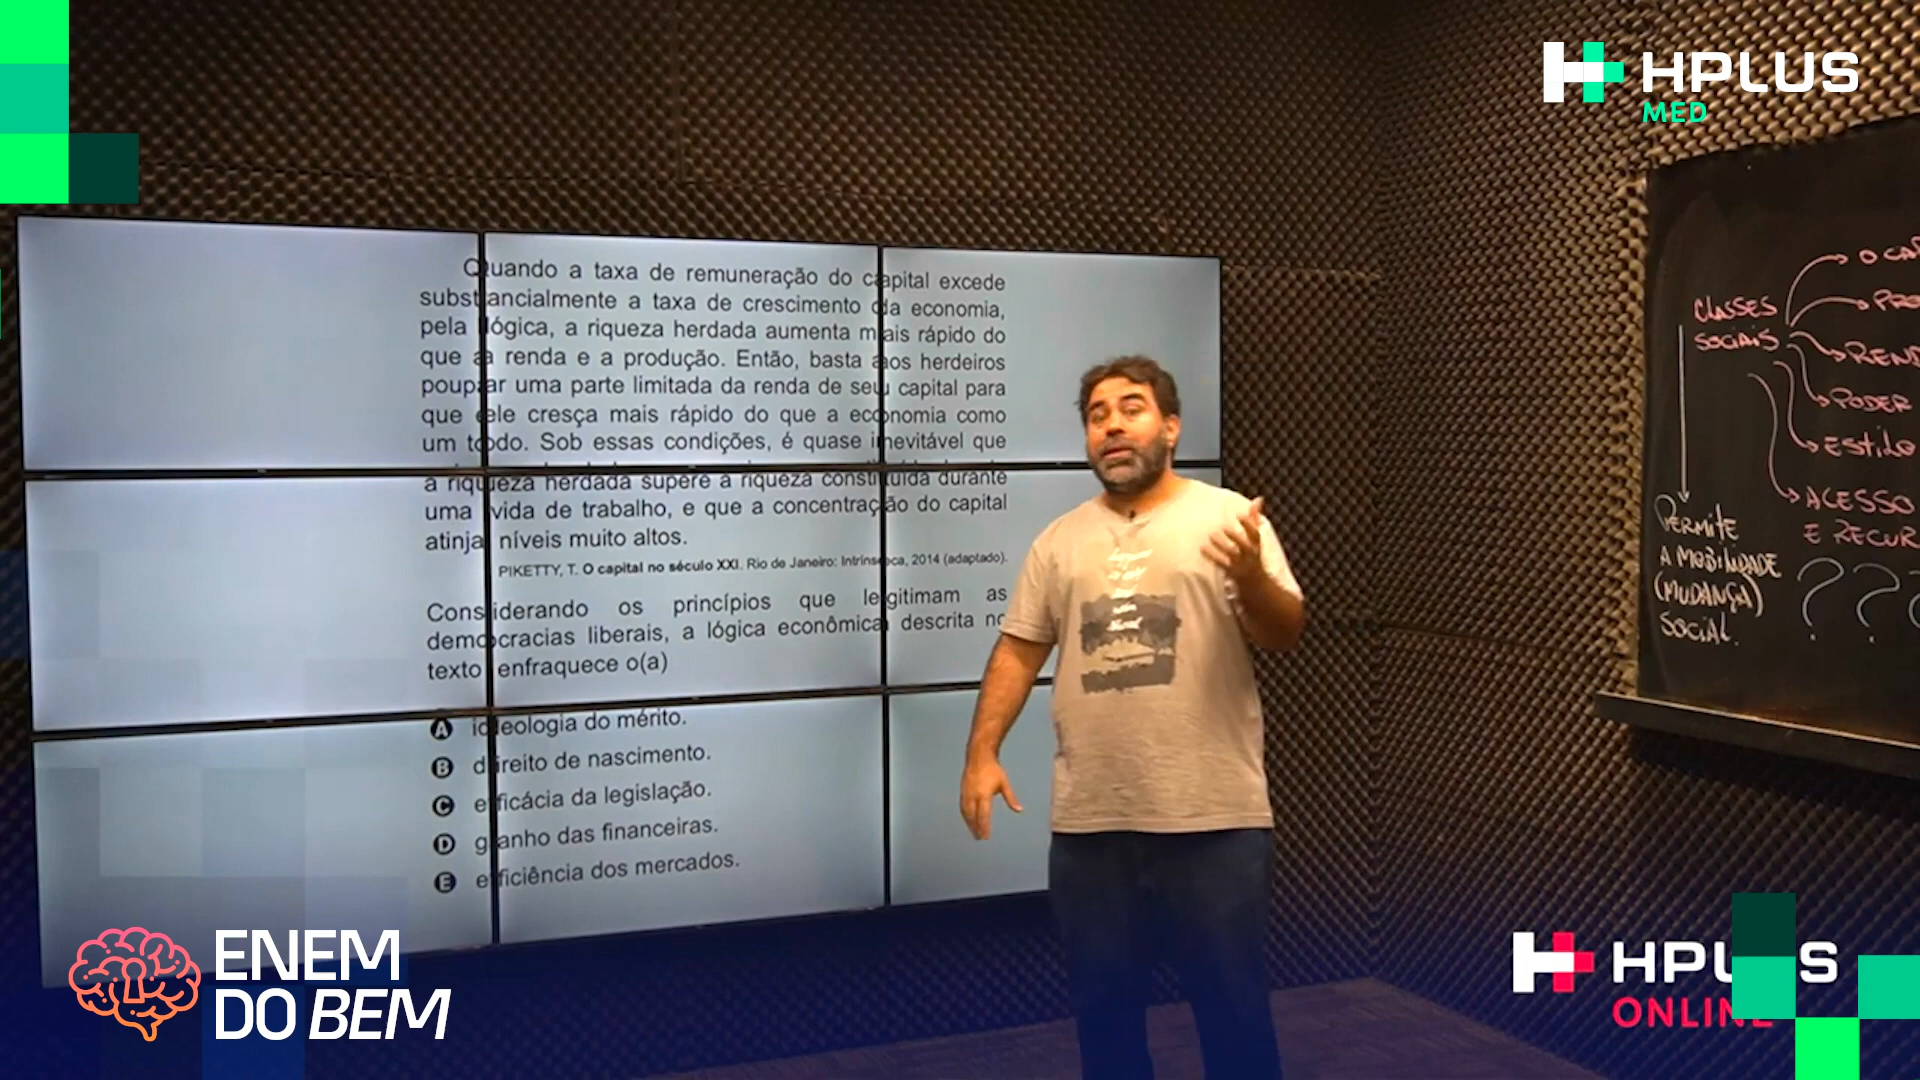 HPLUS
MED
Quando a taxa de remuneração do capital excede
substancialmente a taxa de crescimento da economia,
pela lógica, a riqueza herdada aumenta mais rápido do
que a renda e a produção. Então, basta aos herdeiros
poupar uma parte limitada da renda de seu capital para
que ele cresça mais rápido do que a economia como
um todo. Sob essas condições, é quase inevitável que
a riqueza herdada supere a riqueza constituída durante
uma vida de trabalho, e que a concentração do capital
atinja níveis muito altos.
PIKETTY, T. O capital no século XXI. Rio de Janeiro: Intrínseca, 2014 (adaptado).
Considerando os princípios que legitimam as
democracias liberais, a lógica econômica descrita no
texto enfraquece o(a)
A ideologia do mérito.
B direito de nascimento.
C eficácia da legislação.
D ganho das financeiras.
E eficiência dos mercados.
CLASSES
SOCIAIS
O
PODER
ESTILO
ACESSO
E
PERMITE
A MOBILIDADE
(MUDANÇA)
SOCIAL.
? ? ?
ENEM
DO BEM
HPLUS
ONLINE